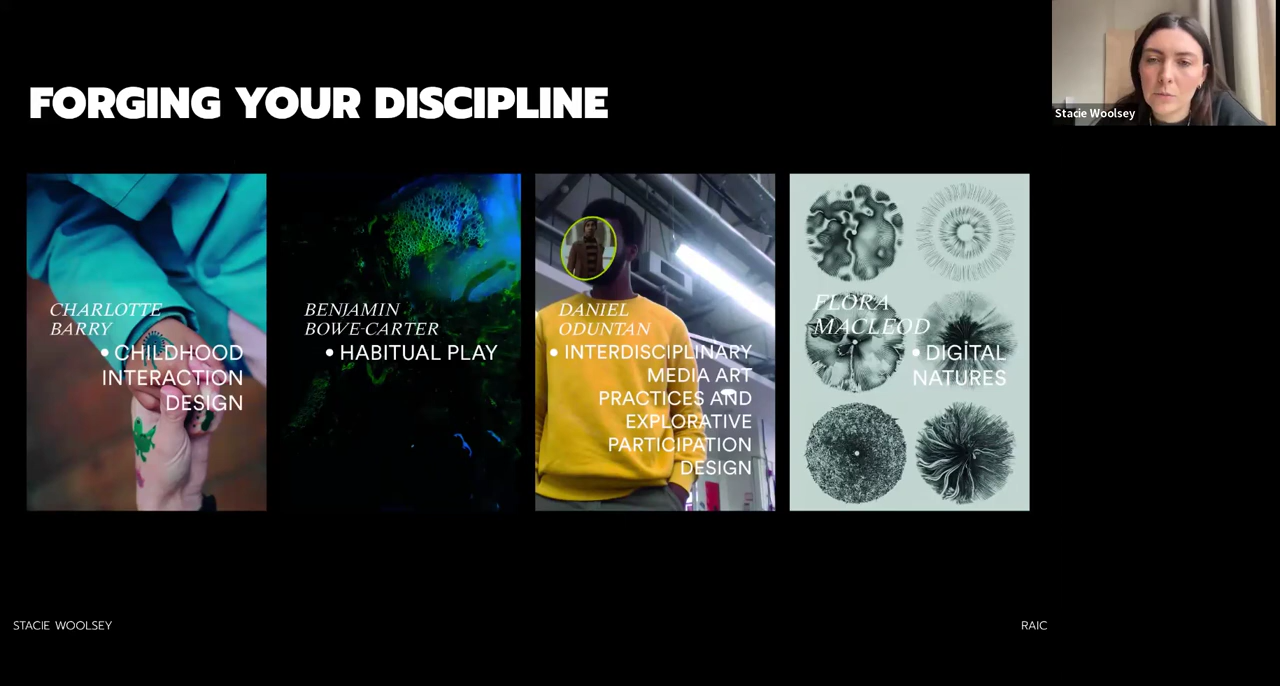 FORGING YOUR DISCIPLINE
Stacie Woolsey
CHARLOTTE
BARRY
• CHILDHOOD
INTERACTION
DESIGN
BENJAMIN
BOWE-CARTER
• HABITUAL PLAY
DANIEL
ODUNTAN
• INTERDISCIPLINARY
MEDIA ART
PRACTICES AND
EXPLORATIVE
PARTICIPATION
DESIGN
FLORA
MACLEOD
• DIGITAL
NATURES
STACIE WOOLSEY
RAIC